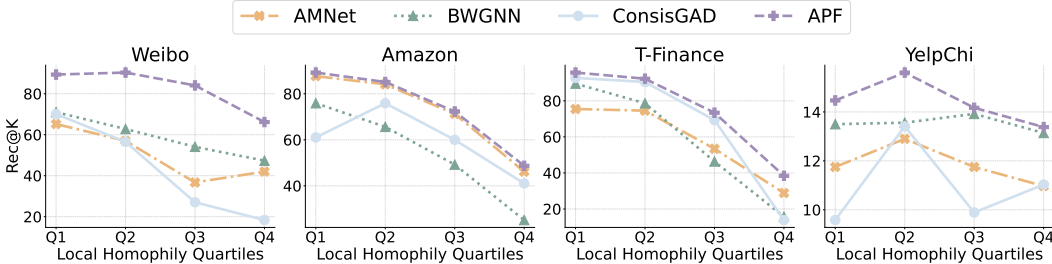 AMNet BWGNN ConsisGAD APF
Weibo Amazon T-Finance YelpChi
Rec@K
80
60
40
20
Q1 Q2 Q3 Q4
Local Homophily Quartiles
80
60
40
Q1 Q2 Q3 Q4
Local Homophily Quartiles
80
60
40
20
Q1 Q2 Q3 Q4
Local Homophily Quartiles
14
12
10
Q1 Q2 Q3 Q4
Local Homophily Quartiles